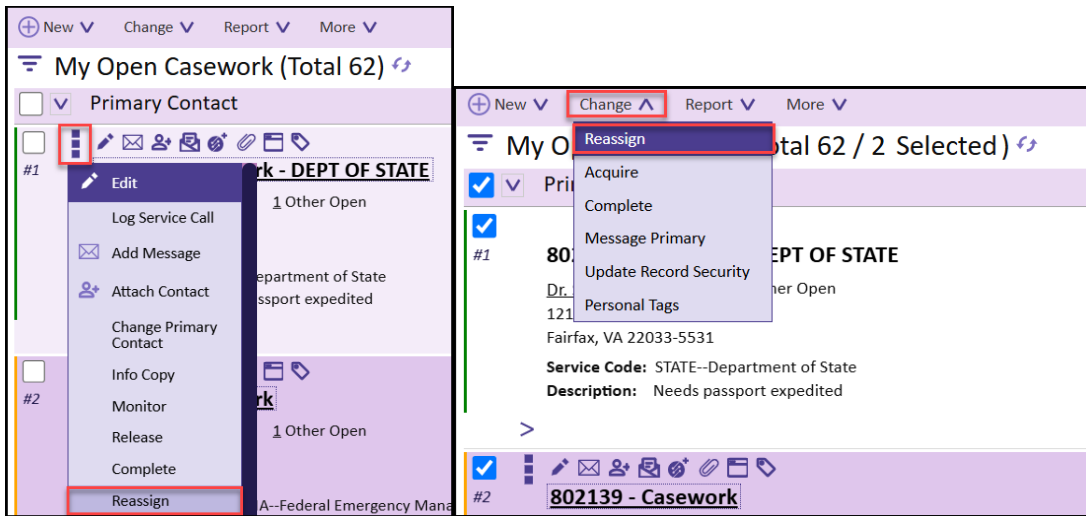 New Change Report More
My Open Casework (Total 62)
Primary Contact
#1
rk - DEPT OF STATE
Edit
1 Other Open
Log Service Call
Add Message
epartment of State
Attach Contact
ssport expedited
Change Primary
Contact
Info Copy
#2
rk
Monitor
1 Other Open
Release
Complete
Reassign
IA--Federal Emergency Mana
New Change Report More
Reassign
My O tal 62 / 2 Selected)
Acquire
Pri
Complete
Message Primary
#1
802 EPT OF STATE
Update Record Security
Dr. her Open
Personal Tags
121
Fairfax, VA 22033-5531
Service Code: STATE--Department of State
Description: Needs passport expedited
#2
802139 - Casework